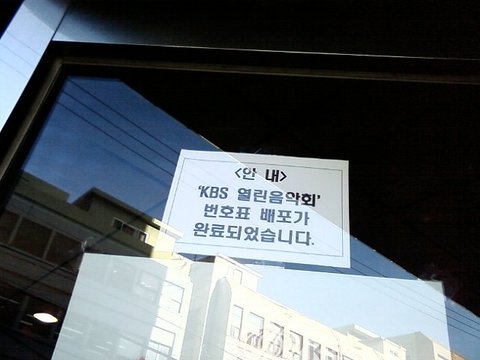 <안 내>
'KBS 열린음악회'
번호표 배포가
완료되었습니다.